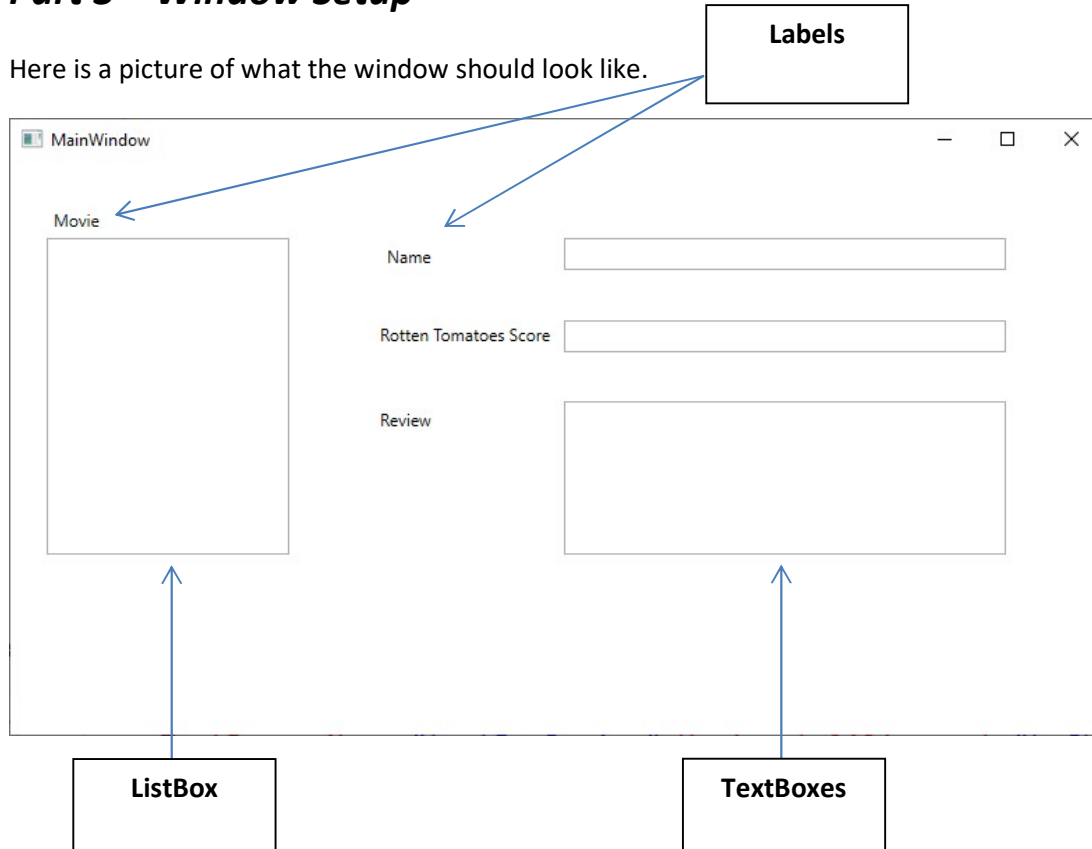 Part 3 – Window Setup
Labels
Here is a picture of what the window should look like.
MainWindow
Movie
Name
Rotten Tomatoes Score
Review
ListBox
TextBoxes